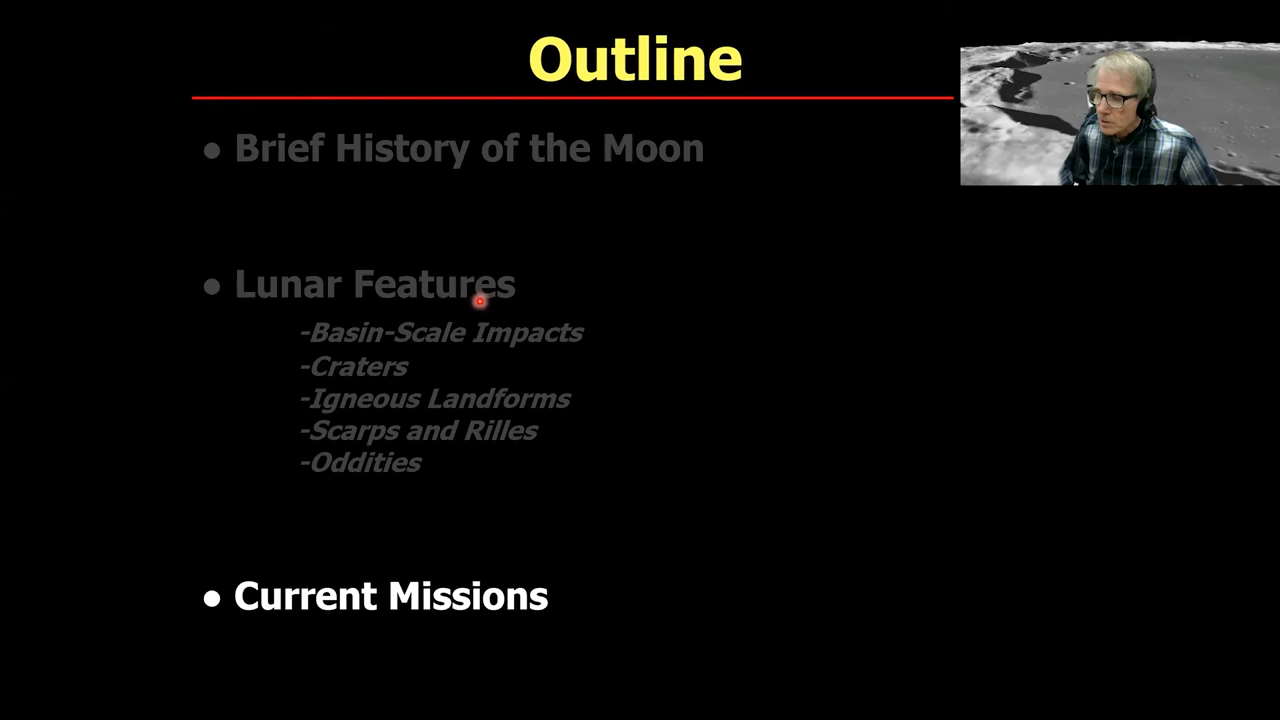 Outline
● Brief History of the Moon
● Lunar Features
-Basin-Scale Impacts
-Craters
-Igneous Landforms
-Scarps and Rilles
-Oddities
● Current Missions